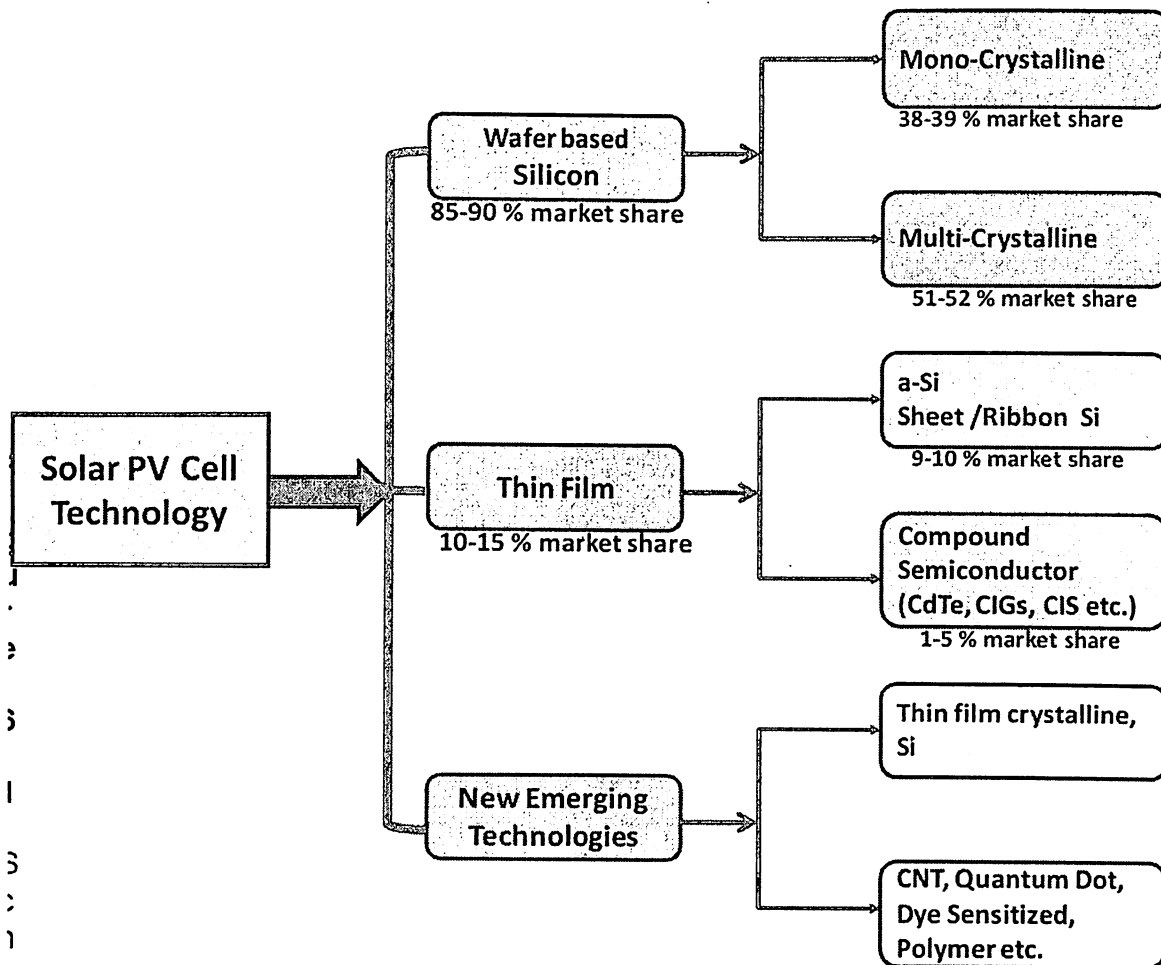 Solar PV Cell
Technology
Wafer based
Silicon
85-90 % market share
Mono-Crystalline
38-39 % market share
Multi-Crystalline
51-52 % market share
Thin Film
10-15 % market share
a-Si
Sheet /Ribbon Si
9-10 % market share
Compound
Semiconductor
(CdTe, CIGs, CIS etc.)
1-5 % market share
New Emerging
Technologies
Thin film crystalline,
Si
CNT, Quantum Dot,
Dye Sensitized,
Polymer etc.